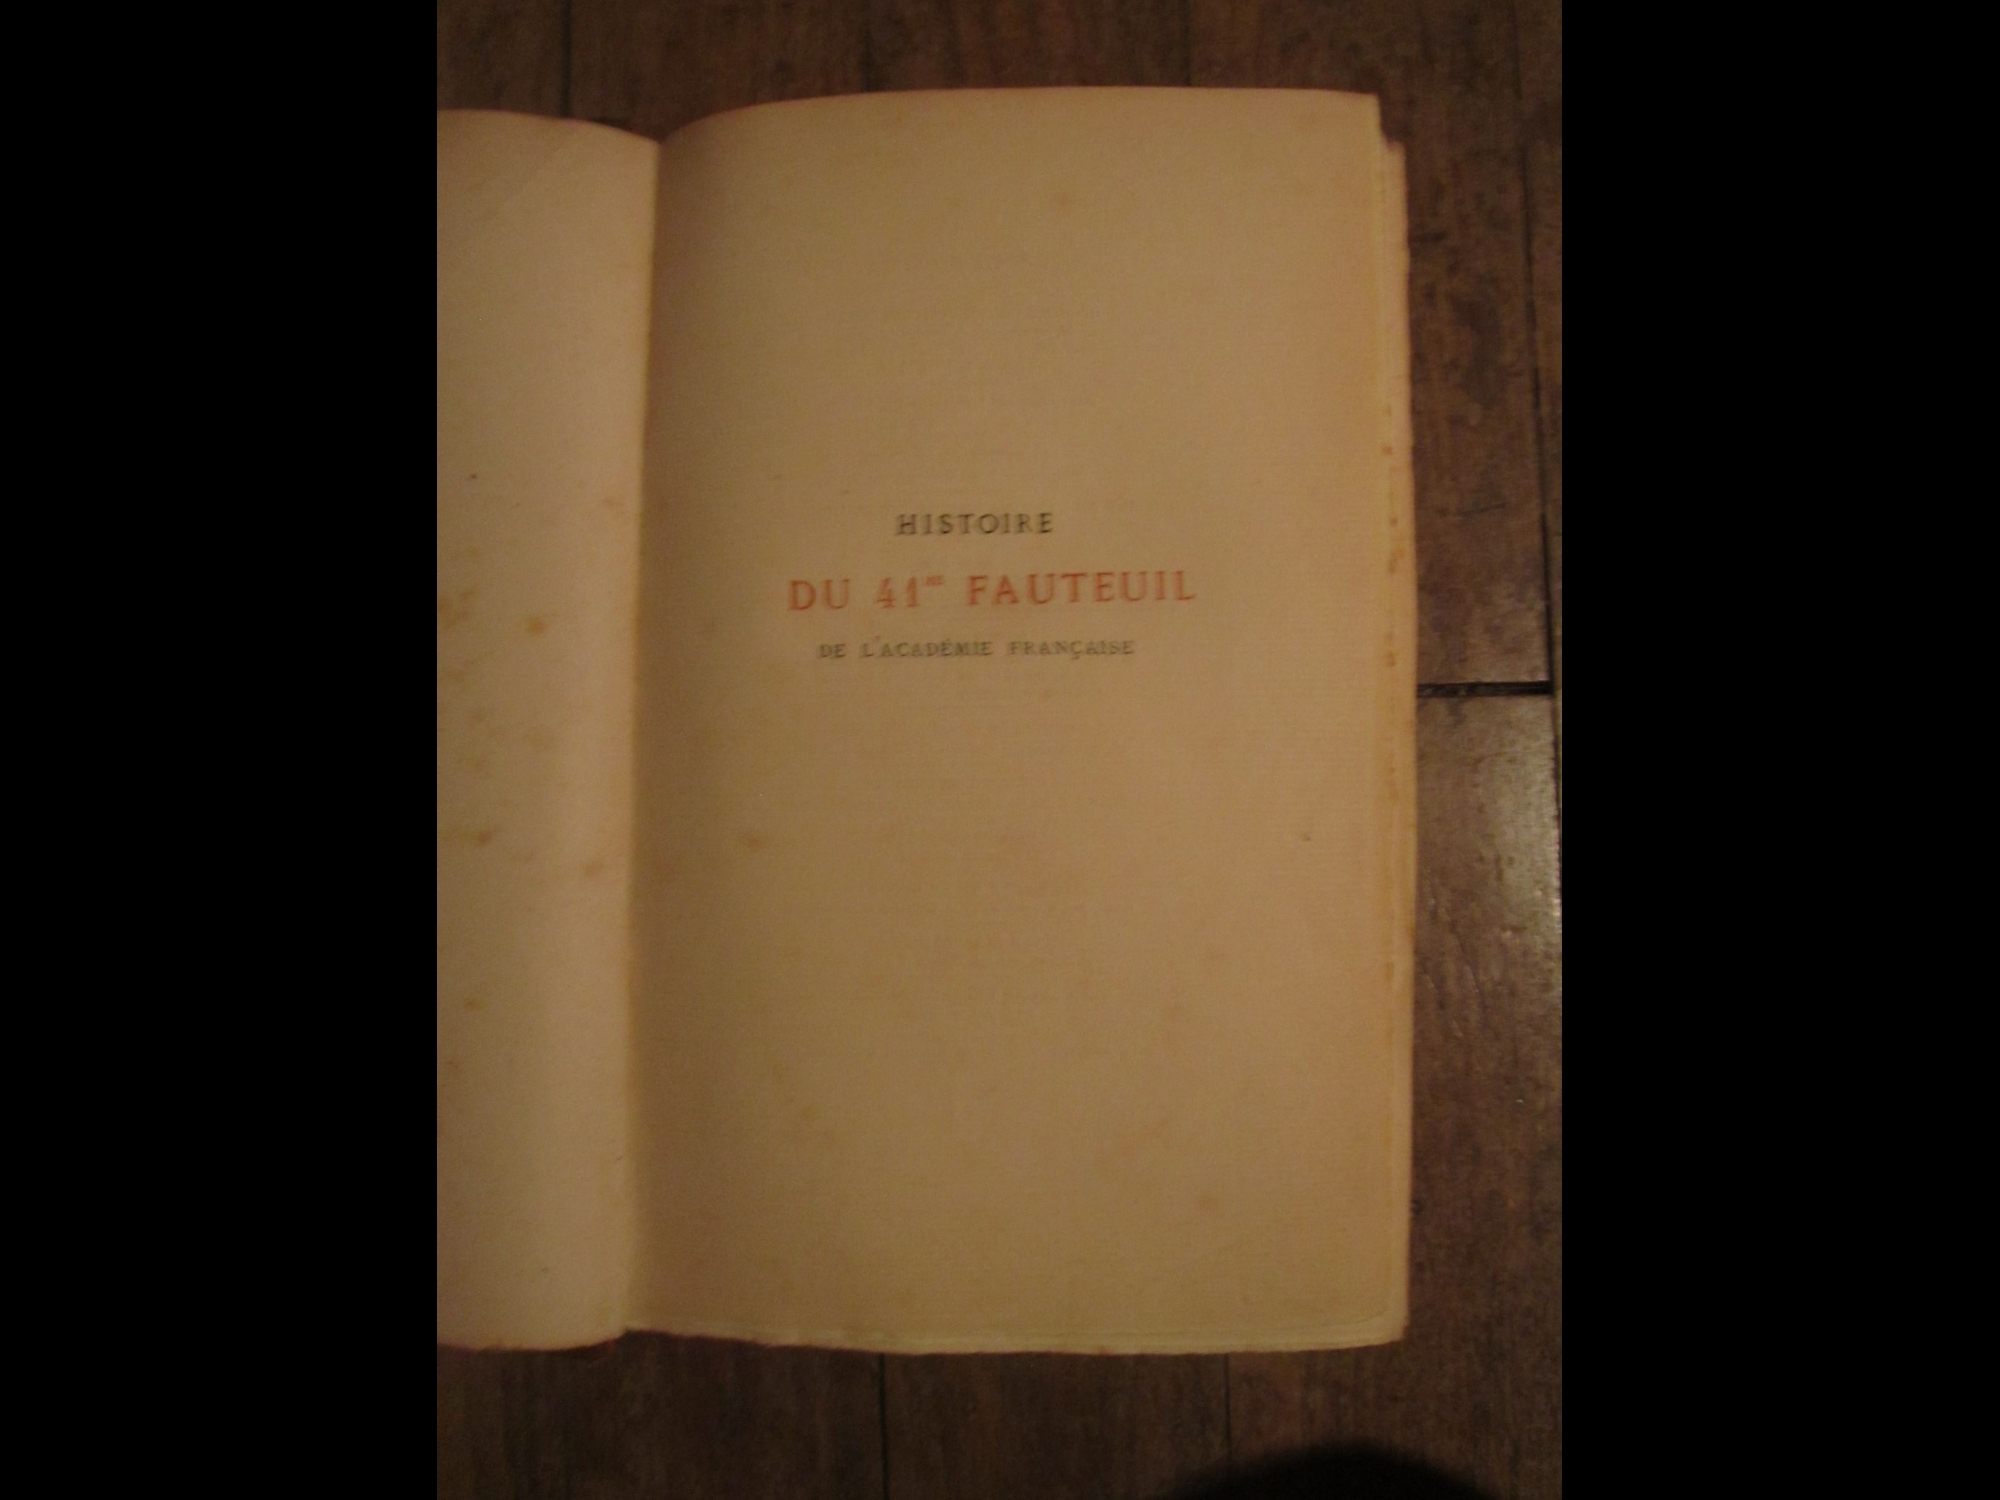 HISTOIRE
DU 41me FAUTEUIL
DE L'ACADÉMIE FRANÇAISE